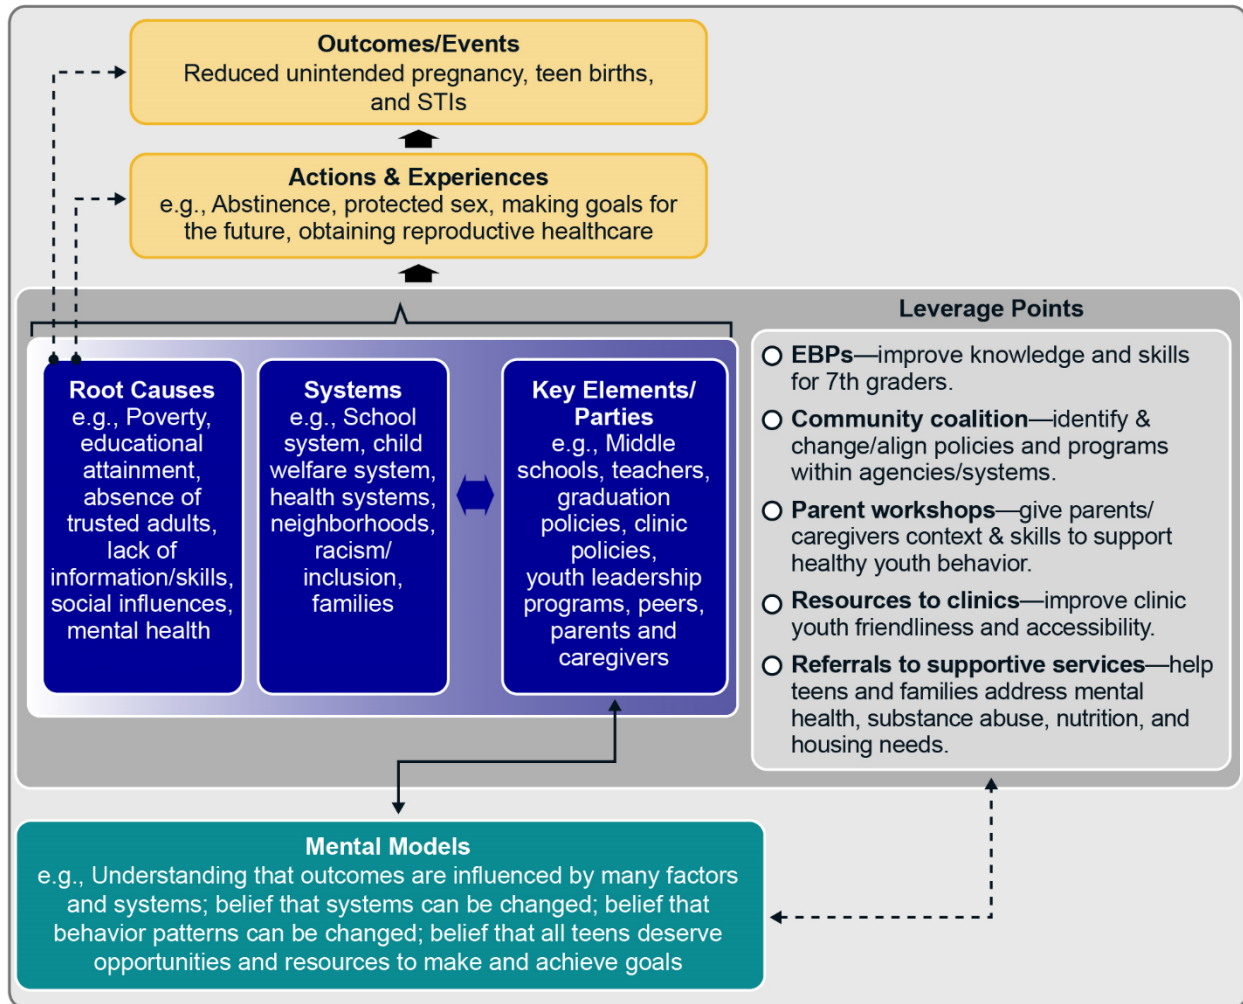 Outcomes/Events
Reduced unintended pregnancy, teen births,
and STIs
Actions & Experiences
e.g., Abstinence, protected sex, making goals for
the future, obtaining reproductive healthcare
Root Causes
e.g., Poverty,
educational
attainment,
absence of
trusted adults,
lack of
information/skills,
social influences,
mental health
Systems
e.g., School
system, child
welfare system,
health systems,
neighborhoods,
racism/
inclusion,
families
Key Elements/
Parties
e.g., Middle
schools, teachers,
graduation
policies, clinic
policies,
youth leadership
programs, peers,
parents and
caregivers
Leverage Points
EBPs—improve knowledge and skills
for 7th graders.
Community coalition—identify &
change/align policies and programs
within agencies/systems.
Parent workshops—give parents/
caregivers context & skills to support
healthy youth behavior.
Resources to clinics—improve clinic
youth friendliness and accessibility.
Referrals to supportive services—help
teens and families address mental
health, substance abuse, nutrition, and
housing needs.
Mental Models
e.g., Understanding that outcomes are influenced by many factors
and systems; belief that systems can be changed; belief that
behavior patterns can be changed; belief that all teens deserve
opportunities and resources to make and achieve goals